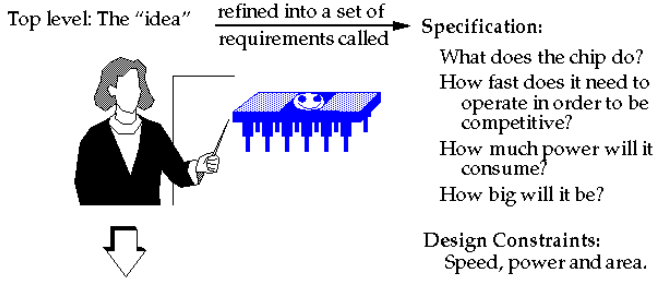 Top level: The “idea”
refined into a set of
requirements called
Specification:
What does the chip do?
How fast does it need to
operate in order to be
competitive?
How much power will it
consume?
How big will it be?
Design Constraints:
Speed, power and area.